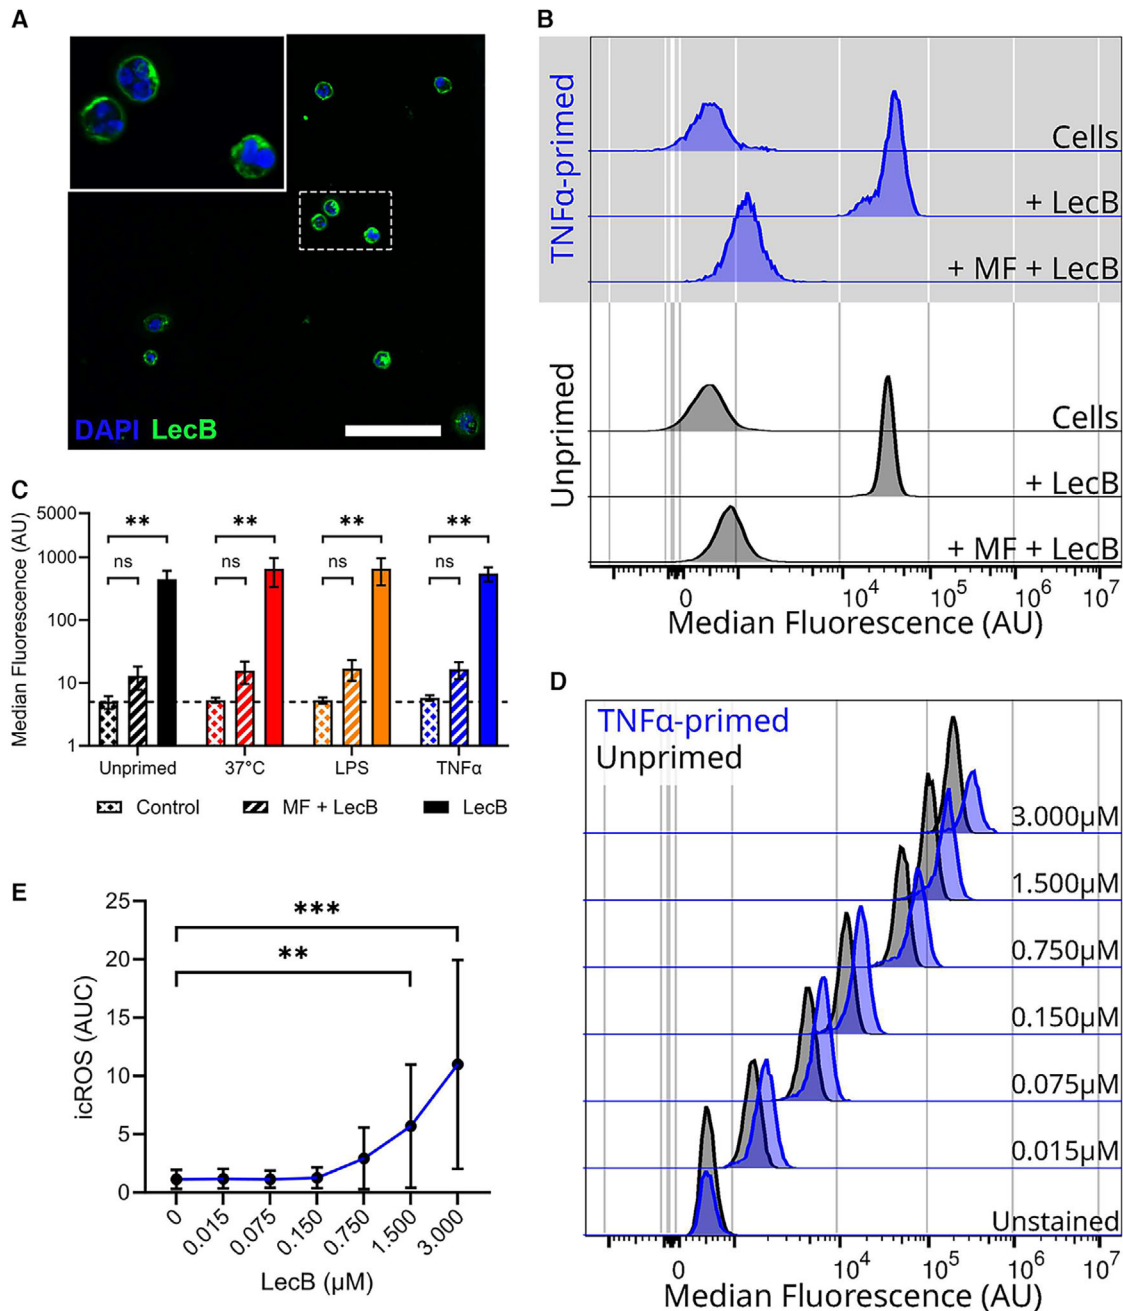 A
DAPI LecB
B
TNFα-primed
Cells
+ LecB
+ MF + LecB
Unprimed
Cells
+ LecB
+ MF + LecB
0 10^4 10^5 10^6 10^7
Median Fluorescence (AU)
C
Median Fluorescence (AU)
5000
1000
100
10
1
** ** ** **
ns ns ns ns
Unprimed 37°C LPS TNFα
Control MF + LecB LecB
D
TNFα-primed
Unprimed
3.000µM
1.500µM
0.750µM
0.150µM
0.075µM
0.015µM
Unstained
0 10^4 10^5 10^6 10^7
Median Fluorescence (AU)
E
icROS (AUC)
25
20
15
10
5
0
***
**
0 0.015 0.075 0.150 0.750 1.500 3.000
LecB (µM)